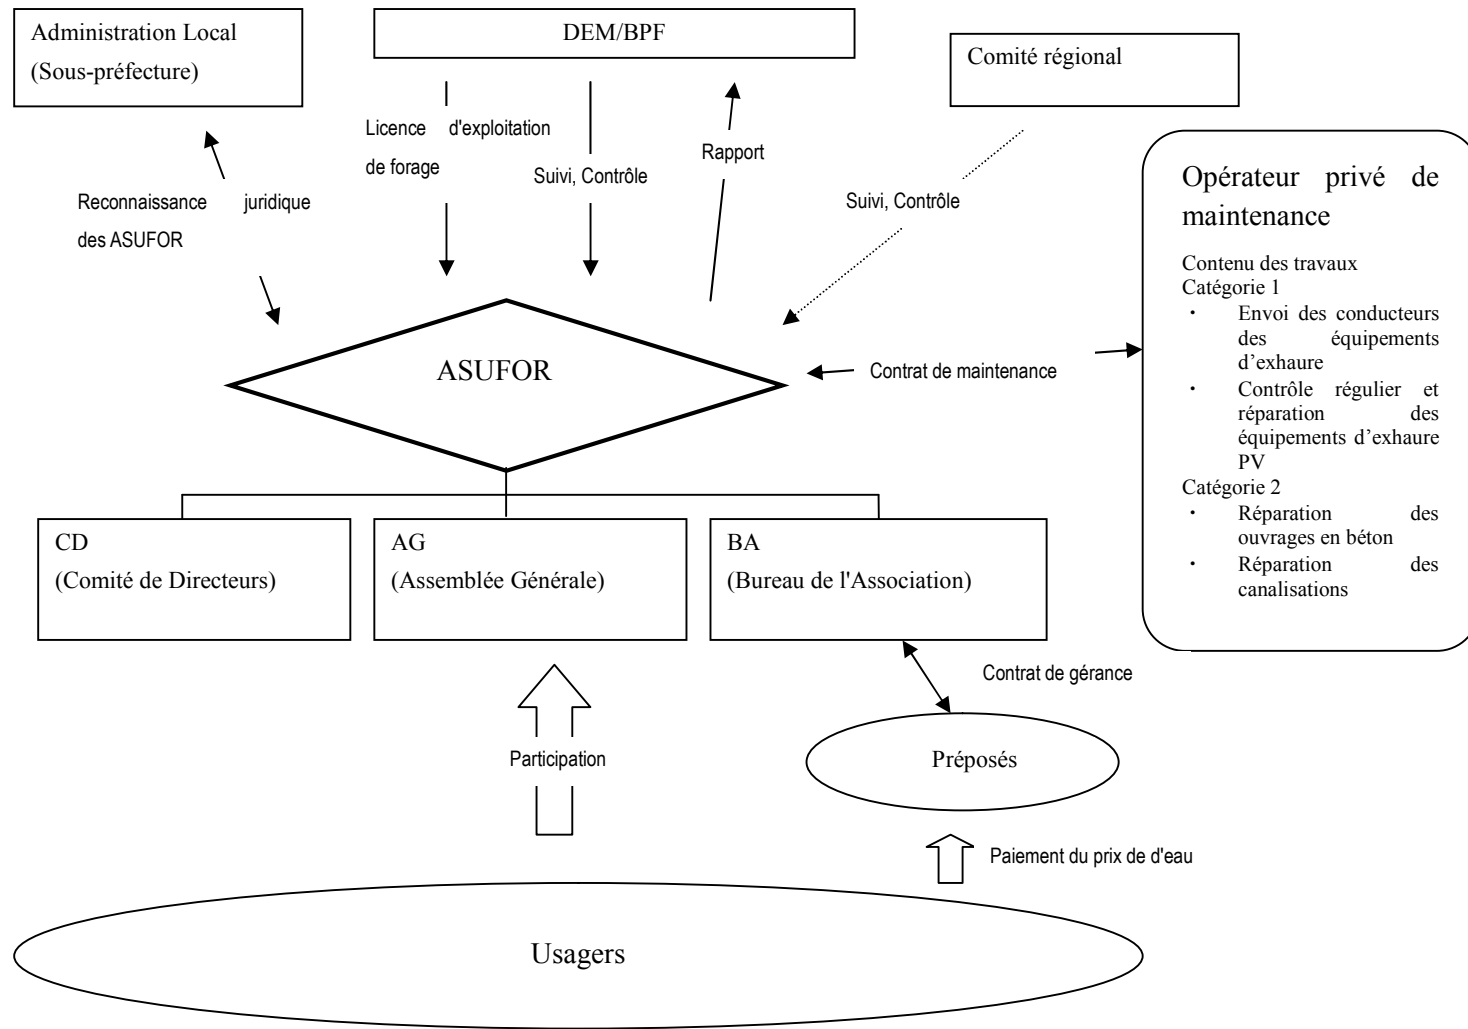 Administration Local
(Sous-préfecture)
DEM/BPF
Comité régional
Licence d'exploitation
de forage
Suivi, Contrôle
Rapport
Suivi, Contrôle
Reconnaissance juridique
des ASUFOR
Opérateur privé de
maintenance
Contenu des travaux
Catégorie 1
・ Envoi des conducteurs
des équipements
d’exhaure
・ Contrôle régulier et
réparation des
équipements d’exhaure
PV
Catégorie 2
・ Réparation des
ouvrages en béton
・ Réparation des
canalisations
ASUFOR
Contrat de maintenance
CD
(Comité de Directeurs)
AG
(Assemblée Générale)
BA
(Bureau de l'Association)
Contrat de gérance
Participation
Préposés
Paiement du prix de d'eau
Usagers